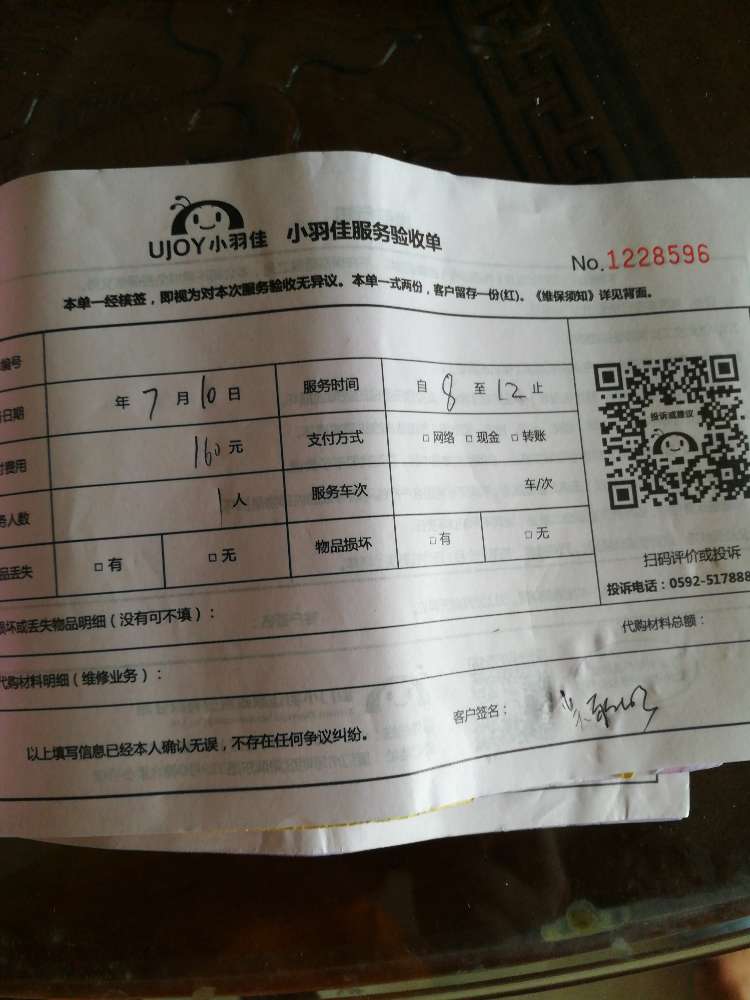 UJOY小羽佳 小羽佳服务验收单
No.1228596
本单一经核签,即视为对本次服务验收无异议。本单一式两份,客户留存一份(红)。《维保须知》详见背面。
编号
日期 年 7 月 10 日 服务时间 自 8 至 12 止
费用 160 元 支付方式 □ 网络 □ 现金 □ 转账
投诉或建议
人数 1 人 服务车次 车/次
品丢失 □ 有 □ 无 物品损坏 □ 有 □ 无
扫码评价或投诉
投诉电话:0592-517888
损坏或丢失物品明细(没有可不填):
代购材料总额:
代购材料明细(维修业务):
客户签名:
以上填写信息已经本人确认无误,不存在任何争议纠纷。